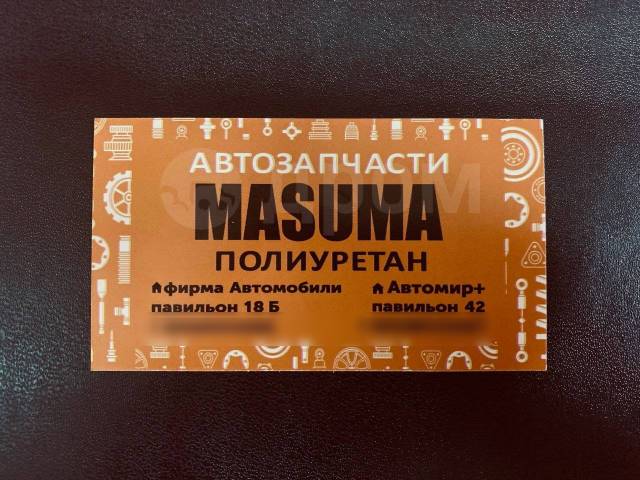 АВТОЗАПЧАСТИ
MASUMA
ПОЛИУРЕТАН
фирма Автомобили
павильон 18 Б
Автомир+
павильон 42